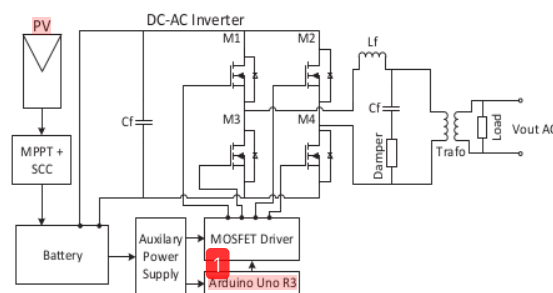 DC-AC Inverter
PV
M1
M2
Lf
Cf
Cf
M3
M4
Damper
Trafo
Load
Vout AC
MPPT +
SCC
Battery
Auxilary
Power
Supply
MOSFET Driver
1
Arduino Uno R3